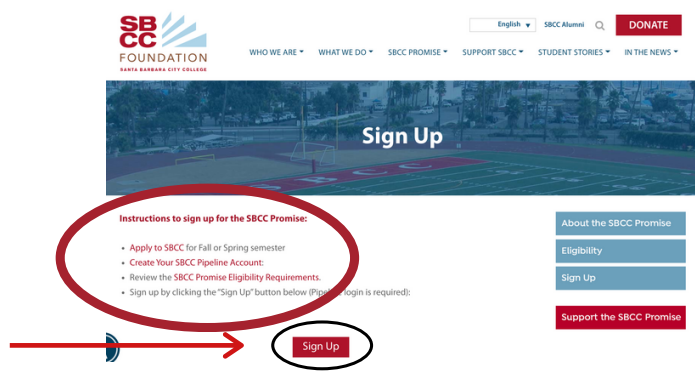 SB
CC
FOUNDATION
SANTA BARBARA CITY COLLEGE
English SBCC Alumni DONATE
WHO WE ARE WHAT WE DO SBCC PROMISE SUPPORT SBCC STUDENT STORIES IN THE NEWS
Sign Up
S B C C
Instructions to sign up for the SBCC Promise:
• Apply to SBCC for Fall or Spring semester
• Create Your SBCC Pipeline Account:
• Review the SBCC Promise Eligibility Requirements.
• Sign up by clicking the "Sign Up" button below (Pipeline login is required):
Sign Up
About the SBCC Promise
Eligibility
Sign Up
Support the SBCC Promise